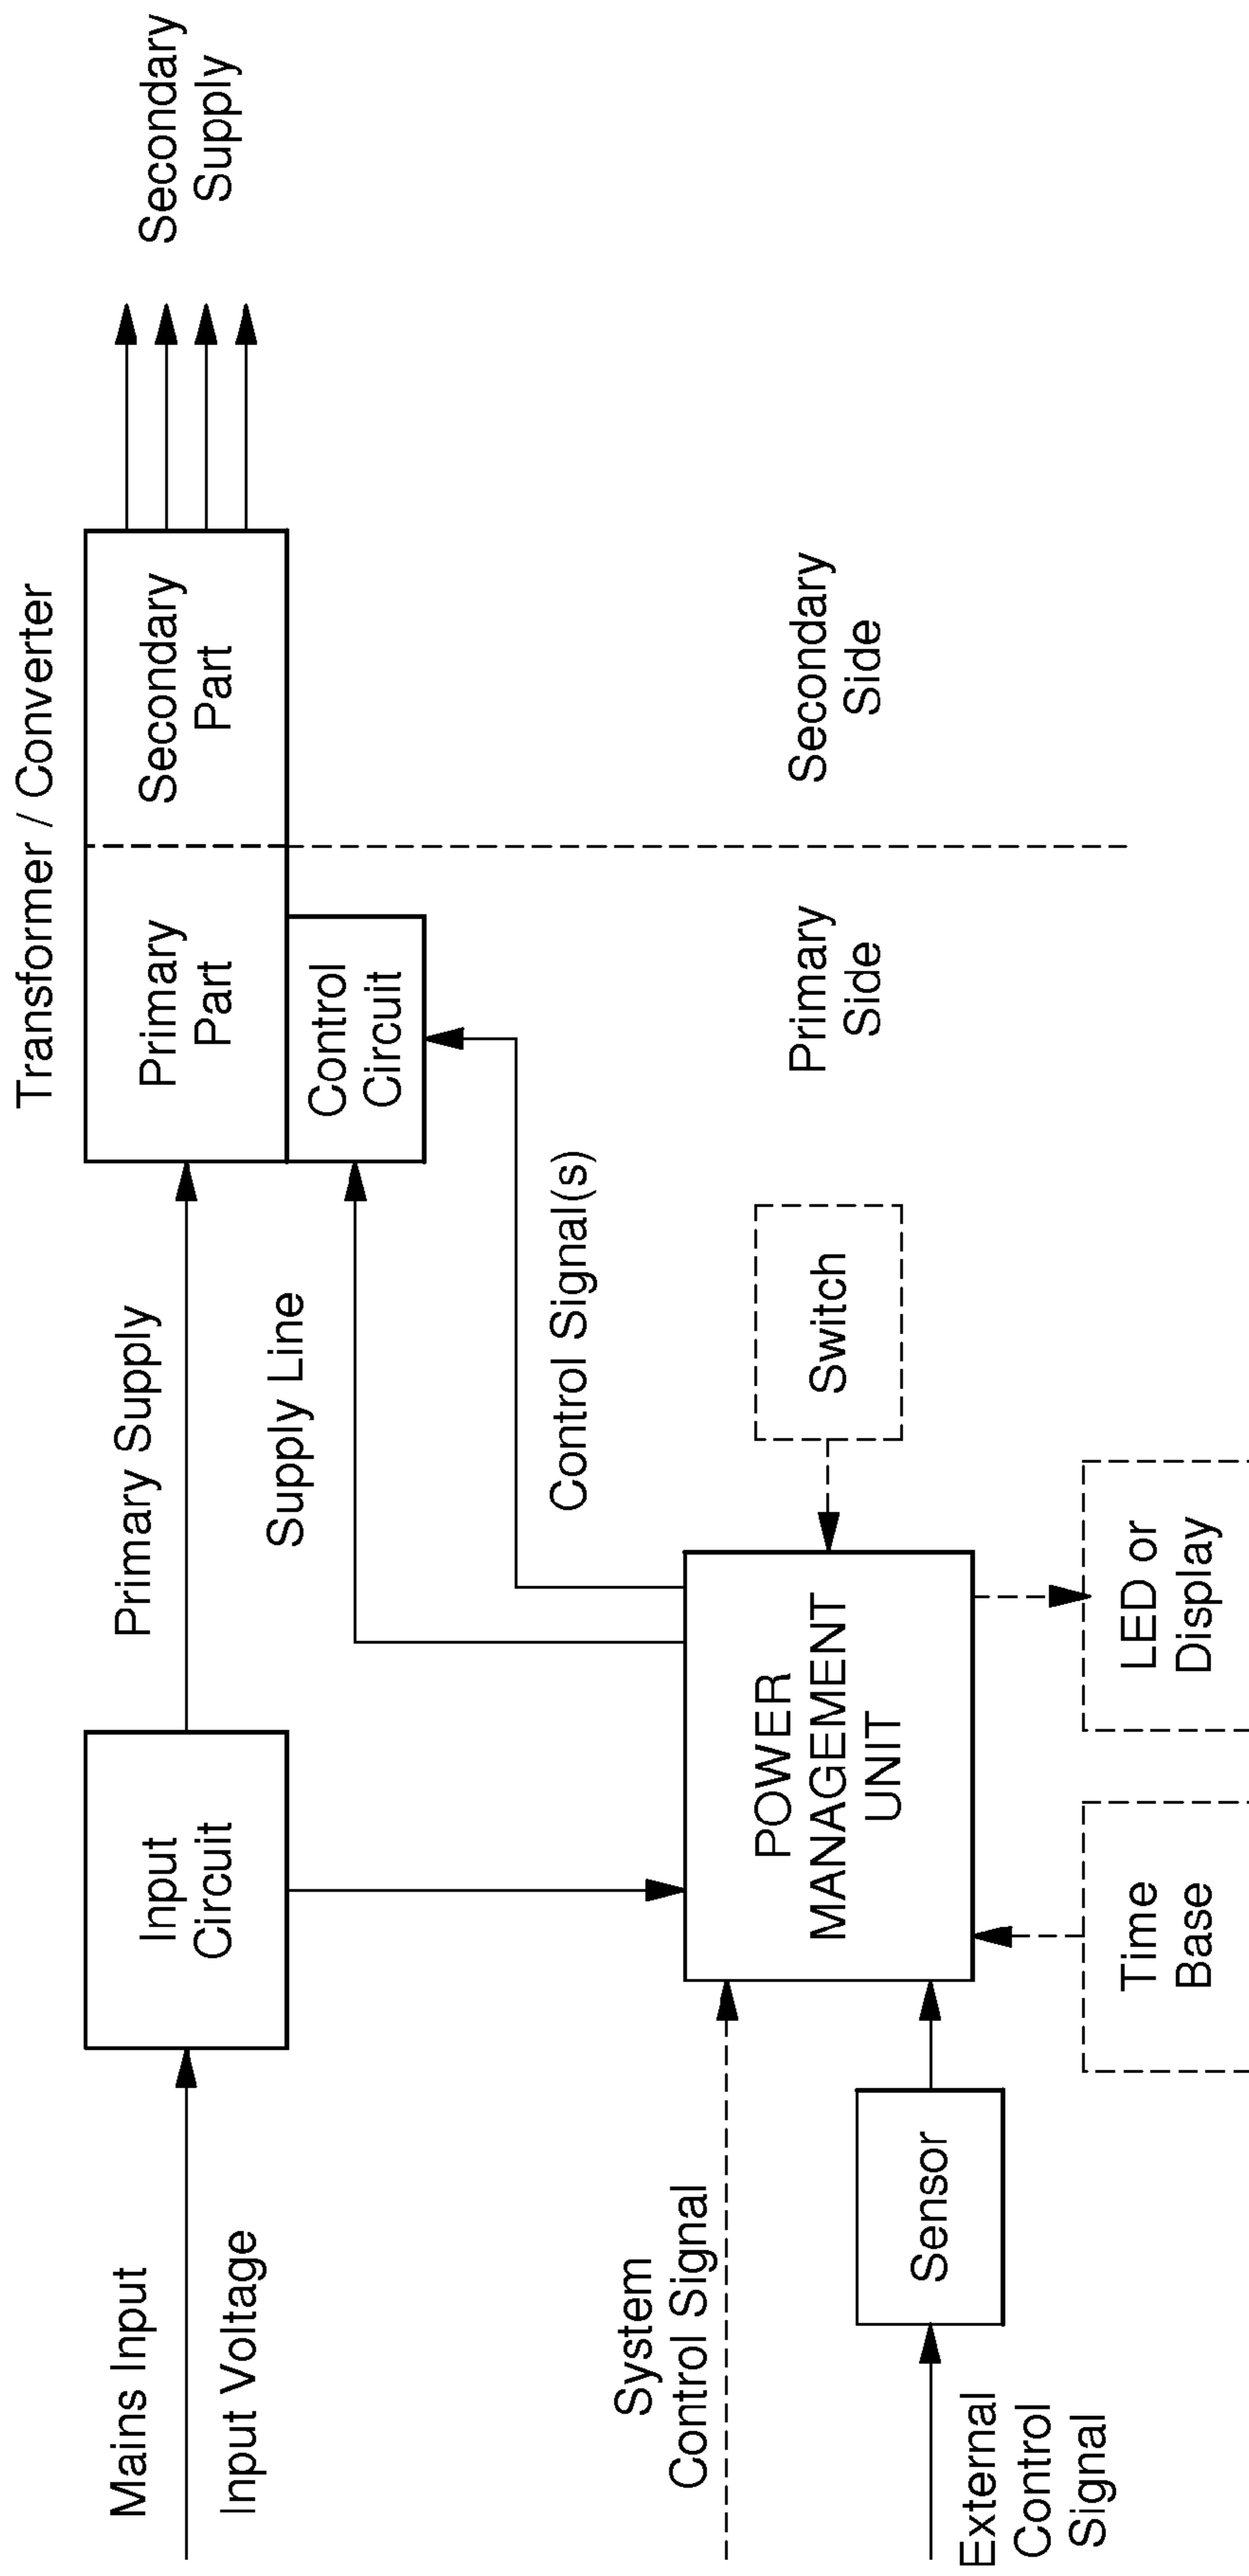 Transformer / Converter
Mains Input
Input Voltage
Input
Circuit
Primary Supply
Primary
Part
Secondary
Part
Secondary
Supply
Supply Line
Control
Circuit
Control Signal(s)
System
Control Signal
POWER
MANAGEMENT
UNIT
Switch
Primary
Side
Secondary
Side
External
Control
Signal
Sensor
Time
Base
LED or
Display